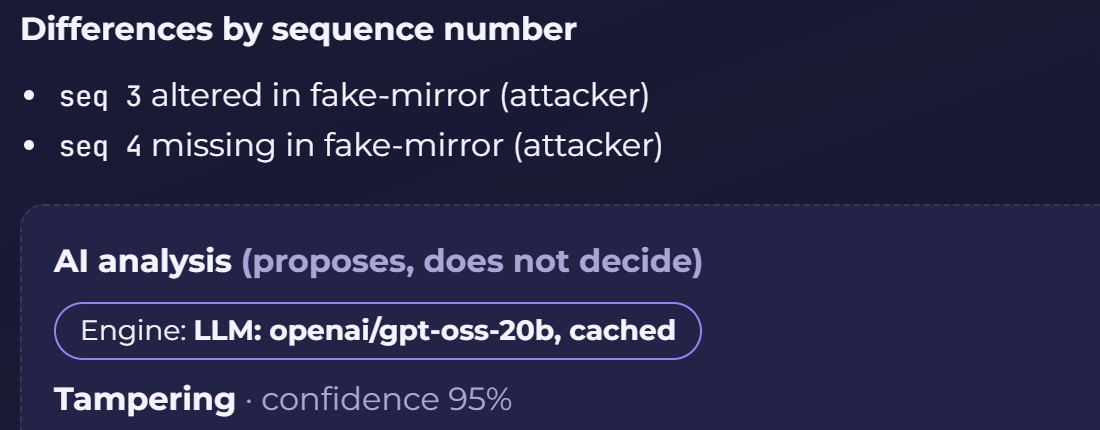 Differences by sequence number
• seq 3 altered in fake-mirror (attacker)
• seq 4 missing in fake-mirror (attacker)
AI analysis (proposes, does not decide)
Engine: LLM: openai/gpt-oss-20b, cached
Tampering · confidence 95%